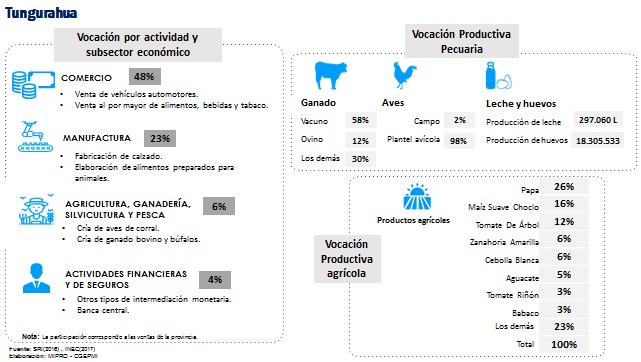 Tungurahua
Vocación por actividad y
subsector económico
COMERCIO 48%
• Venta de vehículos automotores.
• Venta al por mayor de alimentos, bebidas y tabaco.
MANUFACTURA 23%
• Fabricación de calzado.
• Elaboración de alimentos preparados para
animales.
AGRICULTURA, GANADERÍA,
SILVICULTURA Y PESCA 6%
• Cría de aves de corral.
• Cría de ganado bovino y búfalos.
ACTIVIDADES FINANCIERAS
Y DE SEGUROS 4%
• Otros tipos de intermediación monetaria.
• Banca central.
Nota: La participación corresponde a las ventas de la provincia.
Fuente: SRI(2016) , INEC(2017)
Elaboración: MIPRO - CGEPMI
Vocación Productiva
Pecuaria
Ganado
Vacuno 58%
Ovino 12%
Los demás 30%
Aves
Campo 2%
Plantel avícola 98%
Leche y huevos
Producción de leche 297.060 L
Producción de huevos 18.305.533
Vocación
Productiva
agrícola
Productos agrícolas
Papa 26%
Maíz Suave Choclo 16%
Tomate De Árbol 12%
Zanahoria Amarilla 6%
Cebolla Blanca 6%
Aguacate 5%
Tomate Riñón 3%
Babaco 3%
Los demás 23%
Total 100%